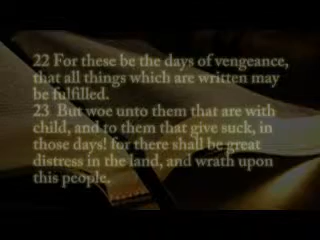 22 For these be the days of vengeance,
that all things which are written may
be fulfilled.
23  But woe unto them that are with
child, and to them that give suck, in
those days! for there shall be great
distress in the land, and wrath upon
this people.